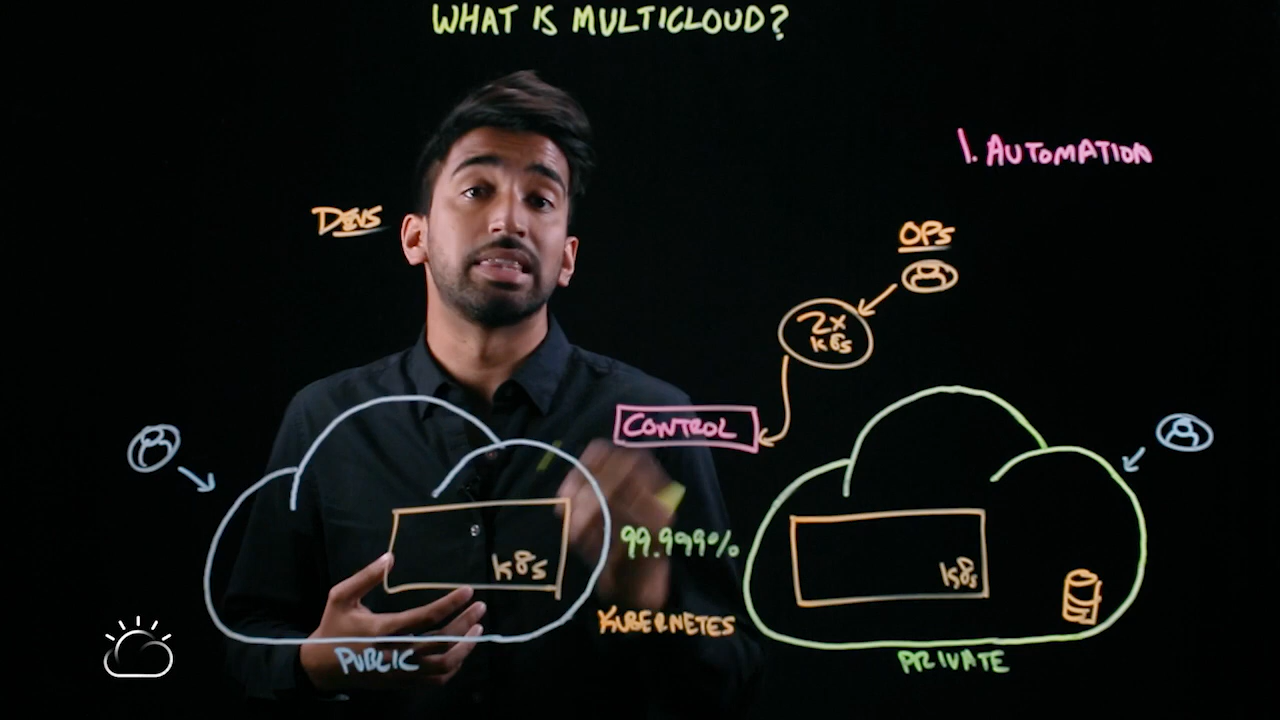 WHAT IS MULTICLOUD?
1. AUTOMATION
DEVS
OPS
2x
K8s
CONTROL
99.999%
k8s
k8s
KUBERNETES
PUBLIC
PRIVATE